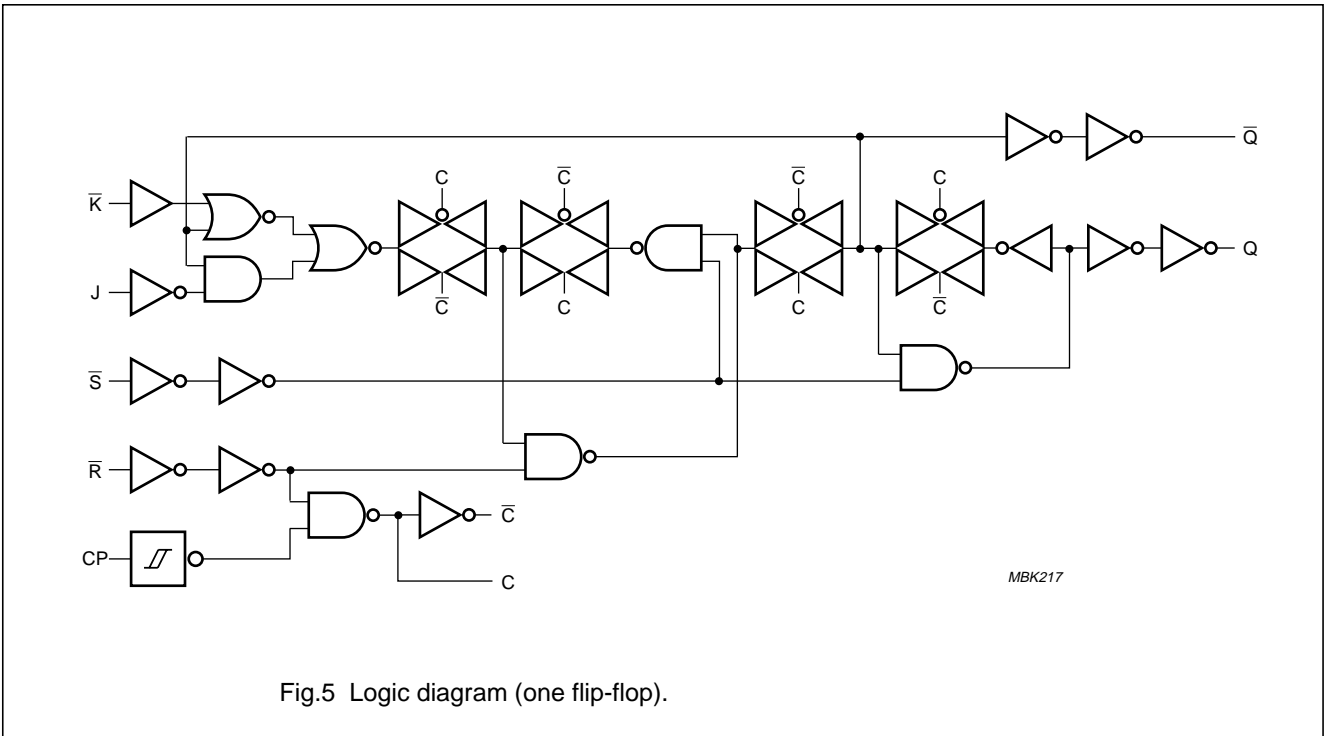 Q̅
K̅
C
C̅
C̅
C
J
C̅
C
C
C̅
Q
S̅
R̅
C̅
CP
C
MBK217
Fig.5 Logic diagram (one flip-flop).